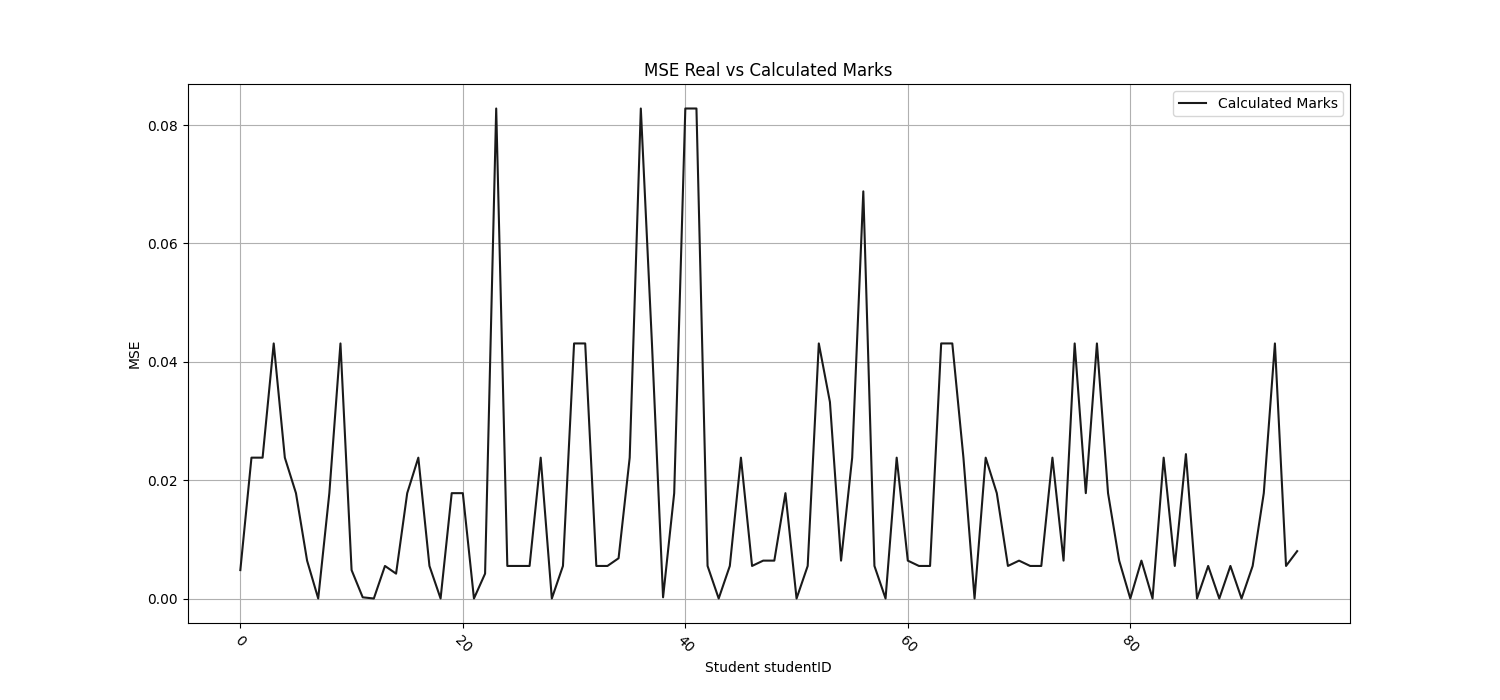 MSE Real vs Calculated Marks
Calculated Marks
0.08
0.06
0.04
0.02
0.00
MSE
0
20
40
60
80
Student studentID